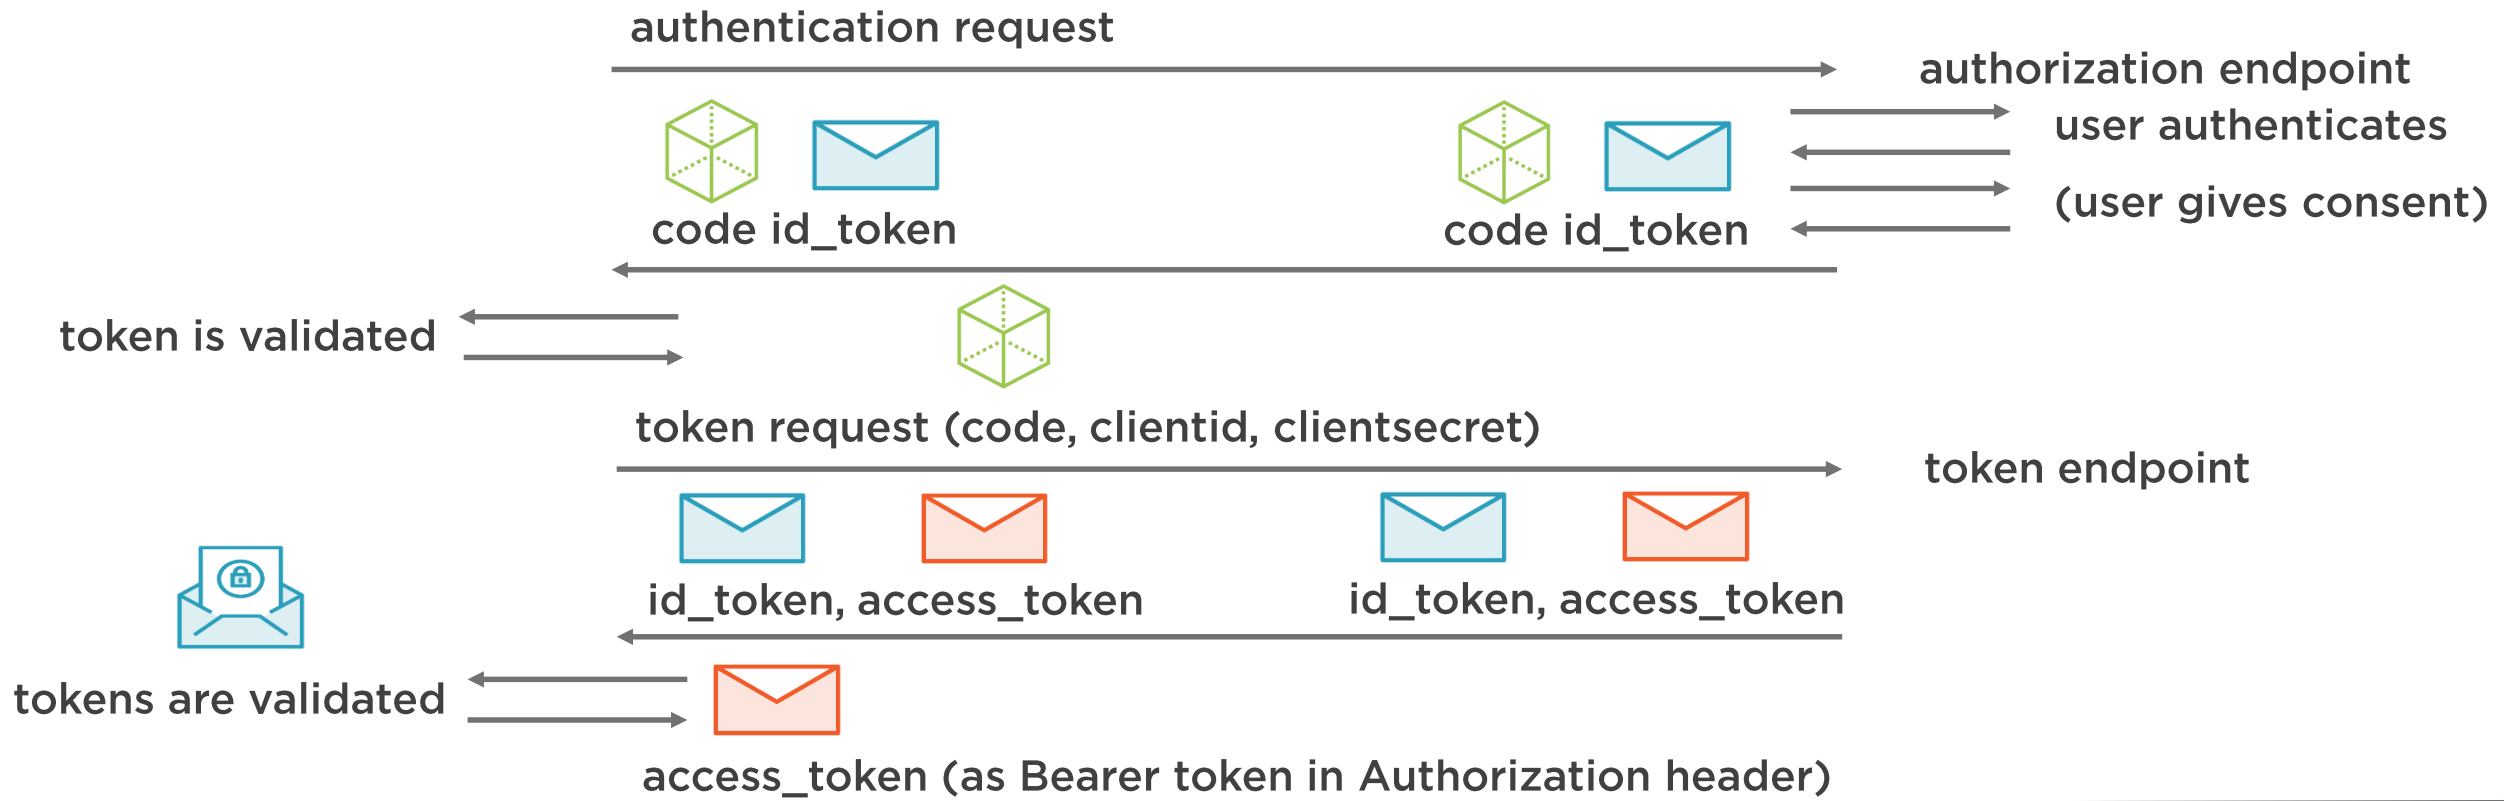 authentication request
authorization endpoint
user authenticates
(user gives consent)
code id_token
code id_token
token is validated
token request (code, clientid, clientsecret)
token endpoint
id_token, access_token
id_token, access_token
tokens are validated
access_token (as Bearer token in Authorization header)